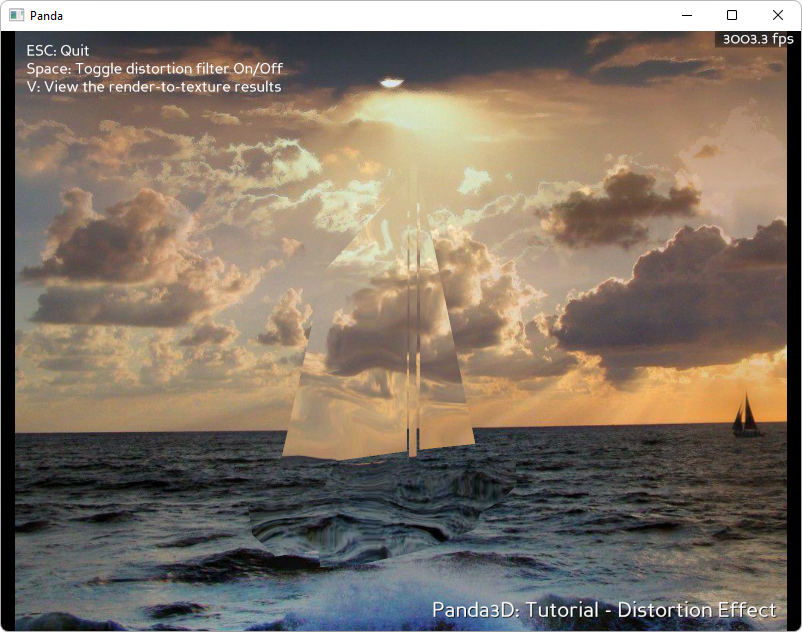 Panda
3003.3 fps
ESC: Quit
Space: Toggle distortion filter On/Off
V: View the render-to-texture results
Panda3D: Tutorial - Distortion Effect